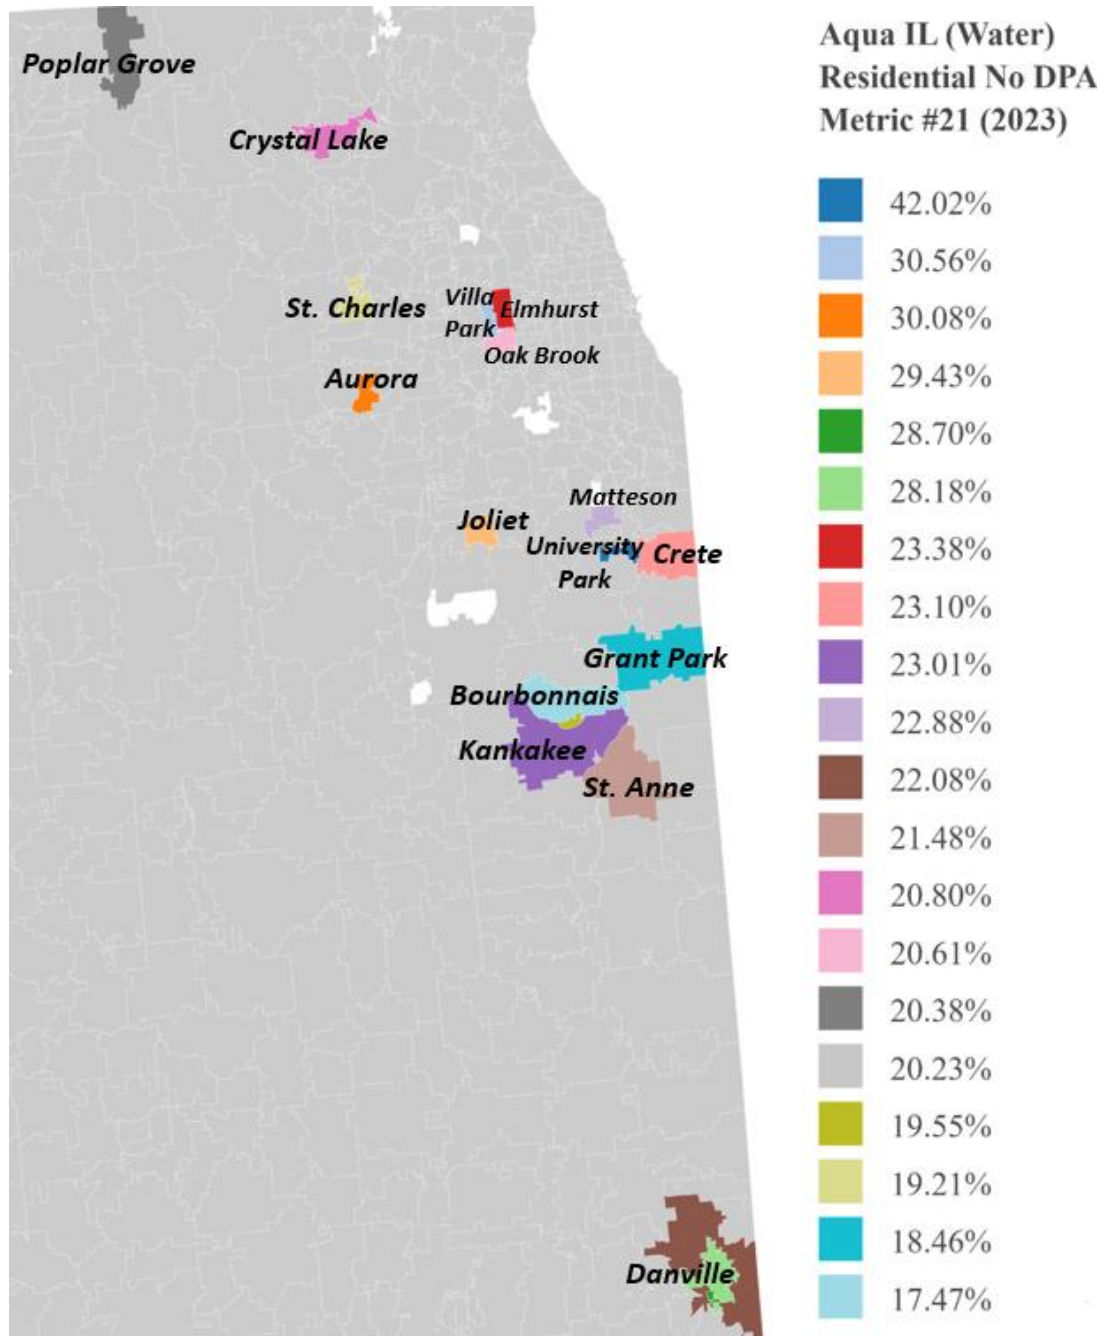 Aqua IL (Water)
Residential No DPA
Metric #21 (2023)
Poplar Grove
Crystal Lake
St. Charles
Villa
Park
Elmhurst
Oak Brook
Aurora
Matteson
Joliet
University
Park
Crete
Grant Park
Bourbonnais
Kankakee
St. Anne
Danville
42.02%
30.56%
30.08%
29.43%
28.70%
28.18%
23.38%
23.10%
23.01%
22.88%
22.08%
21.48%
20.80%
20.61%
20.38%
20.23%
19.55%
19.21%
18.46%
17.47%